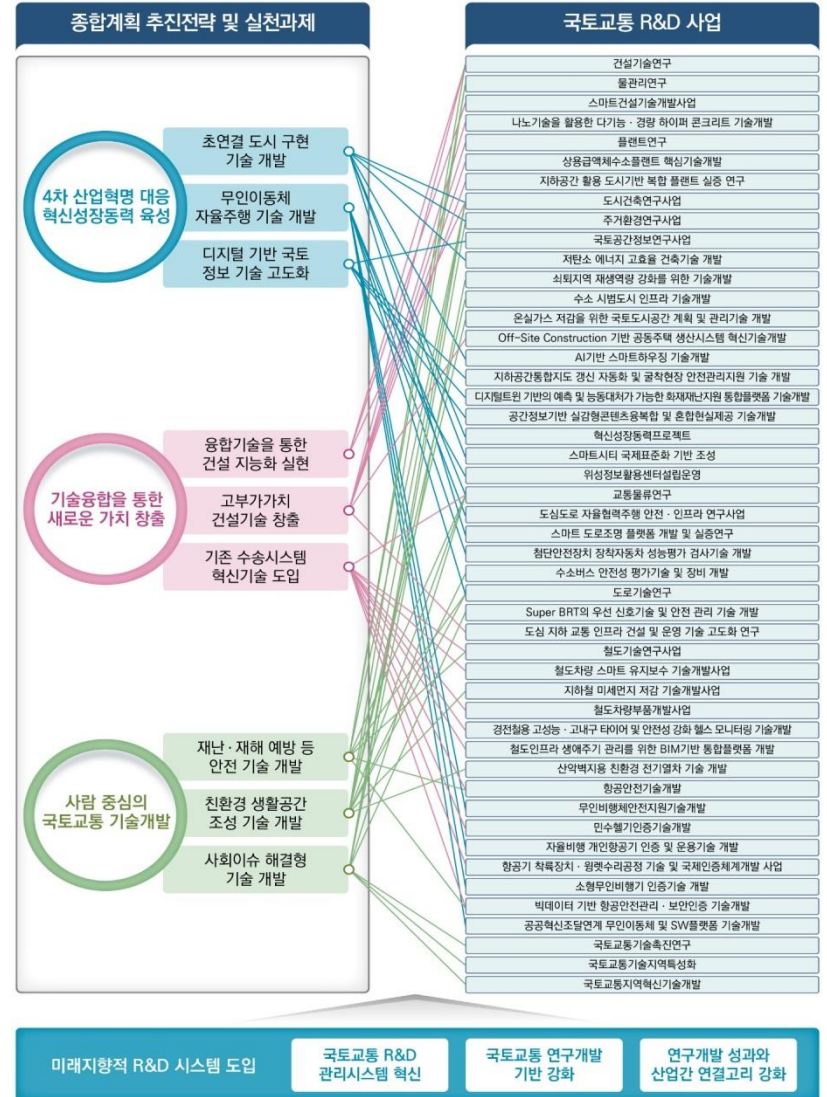 종합계획 추진전략 및 실천과제
4차 산업혁명 대응
혁신성장동력 육성
초연결 도시 구현
기술 개발
무인이동체
자율주행 기술 개발
디지털 기반 국토
정보 기술 고도화
기술융합을 통한
새로운 가치 창출
융합기술을 통한
건설 지능화 실현
고부가가치
건설기술 창출
기존 수송시스템
혁신기술 도입
사람 중심의
국토교통 기술개발
재난·재해 예방 등
안전 기술 개발
친환경 생활공간
조성 기술 개발
사회이슈 해결형
기술 개발
국토교통 R&D 사업
건설기술연구
물관리연구
스마트건설기술개발사업
나노기술을 활용한 다기능·경량 하이퍼 콘크리트 기술개발
플랜트연구
상용급액체수소플랜트 핵심기술개발
지하공간 활용 도시기반 복합 플랜트 실증 연구
도시건축연구사업
주거환경연구사업
국토공간정보연구사업
저탄소 에너지 고효율 건축기술 개발
쇠퇴지역 재생역량 강화를 위한 기술개발
수소 시범도시 인프라 기술개발
온실가스 저감을 위한 국토도시공간 계획 및 관리기술 개발
Off-Site Construction 기반 공동주택 생산시스템 혁신기술개발
AI기반 스마트하우징 기술개발
지하공간통합지도 갱신 자동화 및 굴착현장 안전관리지원 기술 개발
디지털트윈 기반의 예측 및 능동대처가 가능한 화재재난지원 통합플랫폼 기술개발
공간정보기반 실감형콘텐츠융복합 및 혼합현실제공 기술개발
혁신성장동력프로젝트
스마트시티 국제표준화 기반 조성
위성정보활용센터설립운영
교통물류연구
도심도로 자율협력주행 안전·인프라 연구사업
스마트 도로조명 플랫폼 개발 및 실증연구
첨단안전장치 장착자동차 성능평가 검사기술 개발
수소버스 안전성 평가기술 및 장비 개발
도로기술연구
Super BRT의 우선 신호기술 및 안전 관리 기술 개발
도심 지하 교통 인프라 건설 및 운영 기술 고도화 연구
철도기술연구사업
철도차량 스마트 유지보수 기술개발사업
지하철 미세먼지 저감 기술개발사업
철도차량부품개발사업
경전철용 고성능·고내구 타이어 및 안전성 강화 헬스 모니터링 기술개발
철도인프라 생애주기 관리를 위한 BIM기반 통합플랫폼 개발
산악벽지용 친환경 전기열차 기술 개발
항공안전기술개발
무인비행체안전지원기술개발
민수헬기인증기술개발
자율비행 개인항공기 인증 및 운용기술 개발
항공기 착륙장치·윙렛수리공정 기술 및 국제인증체계개발 사업
소형무인비행기 인증기술 개발
빅데이터 기반 항공안전관리·보안인증 기술개발
공공혁신조달연계 무인이동체 및 SW플랫폼 기술개발
국토교통기술촉진연구
국토교통기술지역특성화
국토교통지역혁신기술개발
미래지향적 R&D 시스템 도입
국토교통 R&D
관리시스템 혁신
국토교통 연구개발
기반 강화
연구개발 성과와
산업간 연결고리 강화